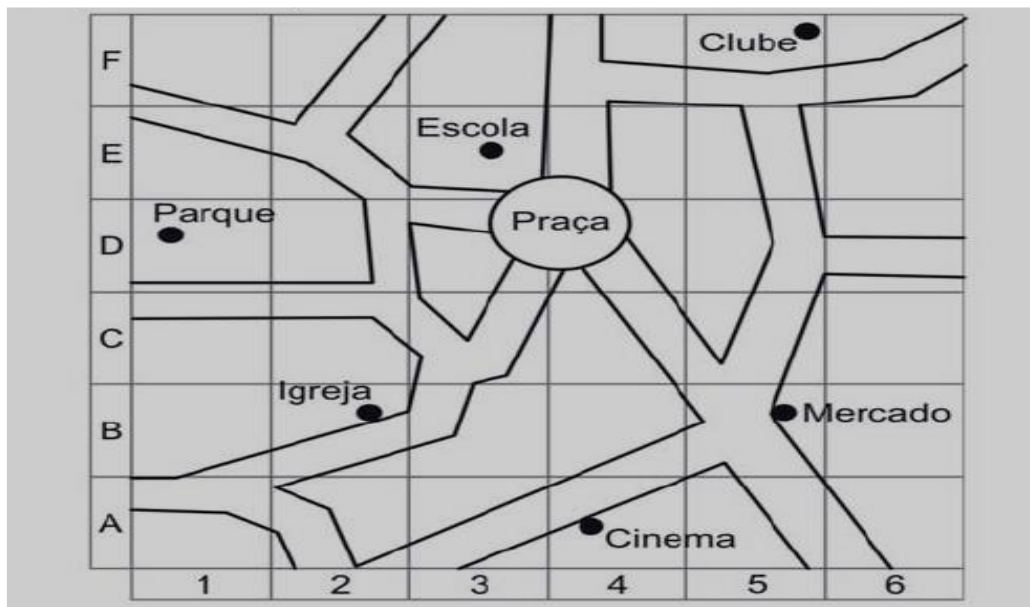 F
Clube
E
Escola
D
Parque
Praça
C
B
Igreja
Mercado
A
Cinema
1 2 3 4 5 6